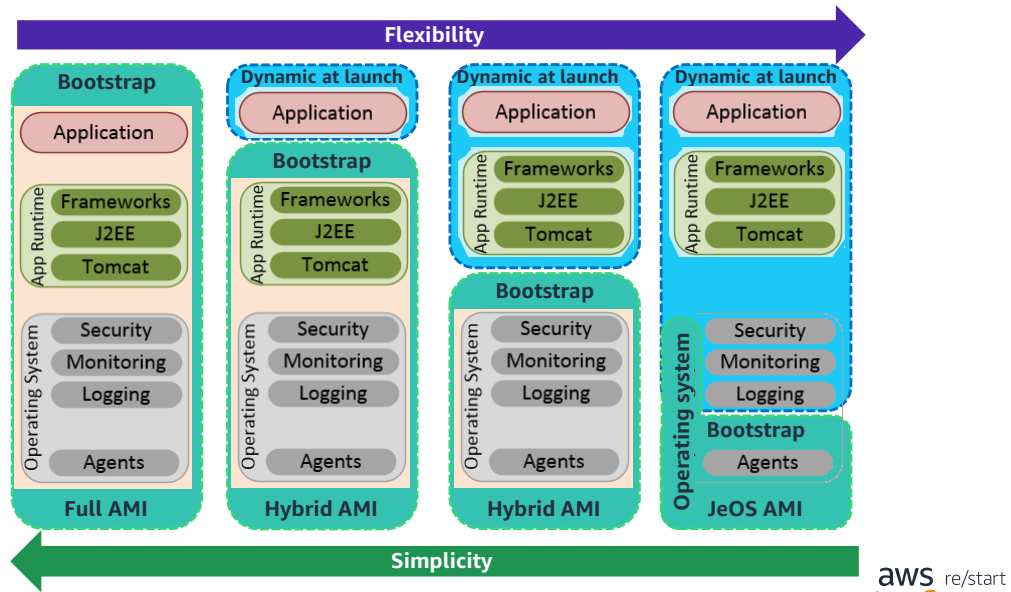 Flexibility
Bootstrap
Application
App Runtime
Frameworks
J2EE
Tomcat
Operating System
Security
Monitoring
Logging
Agents
Full AMI
Dynamic at launch
Application
Bootstrap
App Runtime
Frameworks
J2EE
Tomcat
Operating System
Security
Monitoring
Logging
Agents
Hybrid AMI
Dynamic at launch
Application
App Runtime
Frameworks
J2EE
Tomcat
Bootstrap
Operating System
Security
Monitoring
Logging
Agents
Hybrid AMI
Dynamic at launch
Application
App Runtime
Frameworks
J2EE
Tomcat
Operating system
Security
Monitoring
Logging
Bootstrap
Agents
JeOS AMI
Simplicity
aws re/start